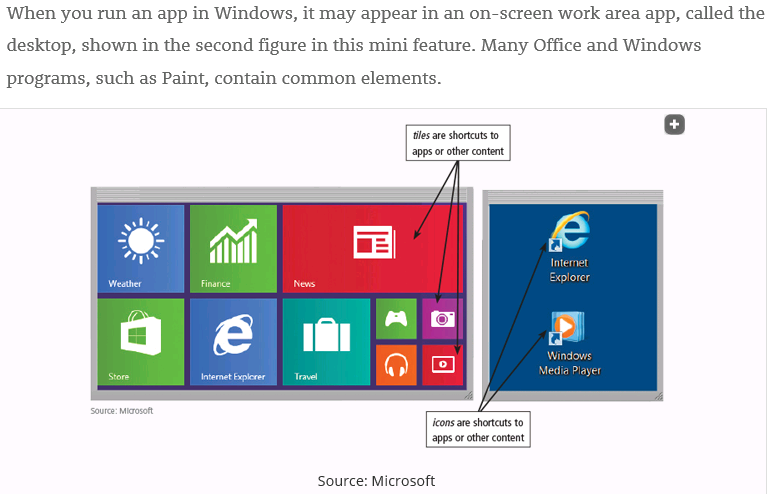 When you run an app in Windows, it may appear in an on-screen work area app, called the
desktop, shown in the second figure in this mini feature. Many Office and Windows
programs, such as Paint, contain common elements.
tiles are shortcuts to
apps or other content
Weather
Finance
News
Store
Internet Explorer
Travel
Internet
Explorer
Windows
Media Player
Source: Microsoft
icons are shortcuts to
apps or other content
Source: Microsoft